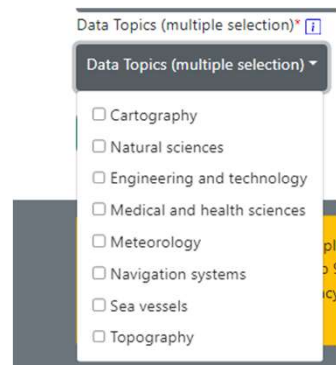 Data Topics (multiple selection)* i
Data Topics (multiple selection)
Cartography
Natural sciences
Engineering and technology
Medical and health sciences
Meteorology
Navigation systems
Sea vessels
Topography